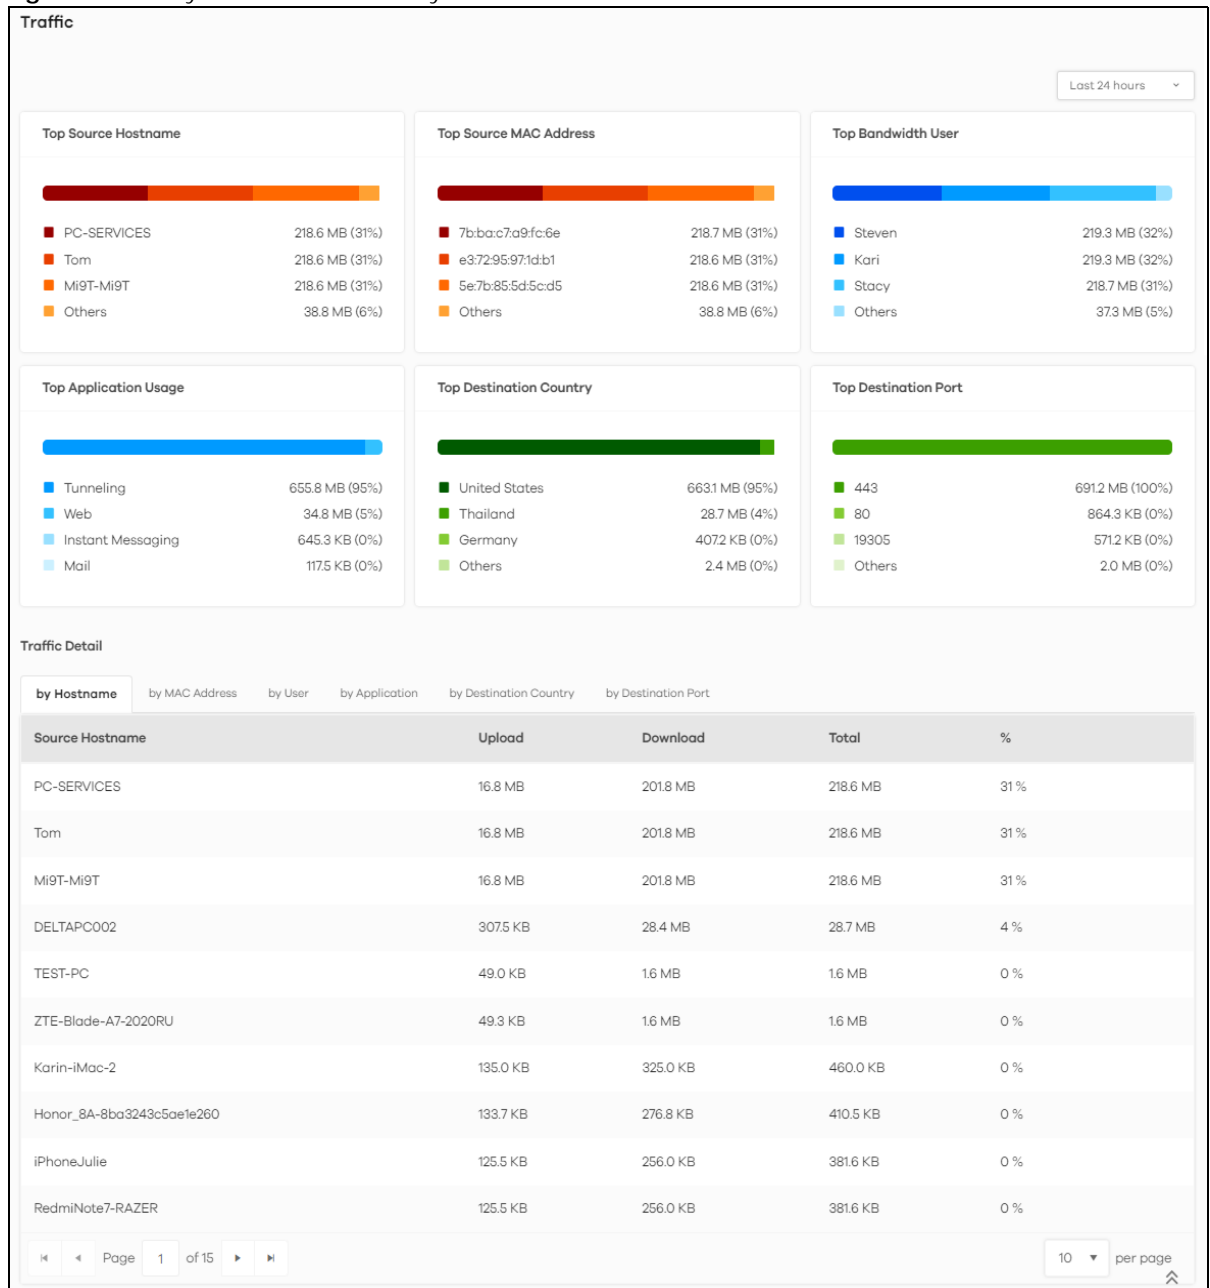 Traffic
Last 24 hours
Top Source Hostname
PC-SERVICES 218.6 MB (31%)
Tom 218.6 MB (31%)
Mi9T-Mi9T 218.6 MB (31%)
Others 38.8 MB (6%)
Top Source MAC Address
7b:ba:c7:a9:fc:6e 218.7 MB (31%)
e3:72:95:97:1d:b1 218.6 MB (31%)
5e:7b:85:5d:5c:d5 218.6 MB (31%)
Others 38.8 MB (6%)
Top Bandwidth User
Steven 219.3 MB (32%)
Kari 219.3 MB (32%)
Stacy 218.7 MB (31%)
Others 37.3 MB (5%)
Top Application Usage
Tunneling 655.8 MB (95%)
Web 34.8 MB (5%)
Instant Messaging 645.3 KB (0%)
Mail 117.5 KB (0%)
Top Destination Country
United States 663.1 MB (95%)
Thailand 28.7 MB (4%)
Germany 407.2 KB (0%)
Others 2.4 MB (0%)
Top Destination Port
443 691.2 MB (100%)
80 864.3 KB (0%)
19305 571.2 KB (0%)
Others 2.0 MB (0%)
Traffic Detail
by Hostname by MAC Address by User by Application by Destination Country by Destination Port
Source Hostname Upload Download Total %
PC-SERVICES 16.8 MB 201.8 MB 218.6 MB 31 %
Tom 16.8 MB 201.8 MB 218.6 MB 31 %
Mi9T-Mi9T 16.8 MB 201.8 MB 218.6 MB 31 %
DELTAPC002 307.5 KB 28.4 MB 28.7 MB 4 %
TEST-PC 49.0 KB 1.6 MB 1.6 MB 0 %
ZTE-Blade-A7-2020RU 49.3 KB 1.6 MB 1.6 MB 0 %
Karin-iMac-2 135.0 KB 325.0 KB 460.0 KB 0 %
Honor_8A-8ba3243c5ae1e260 133.7 KB 276.8 KB 410.5 KB 0 %
iPhoneJulie 125.5 KB 256.0 KB 381.6 KB 0 %
RedmiNote7-RAZER 125.5 KB 256.0 KB 381.6 KB 0 %
Page 1 of 15 10 per page